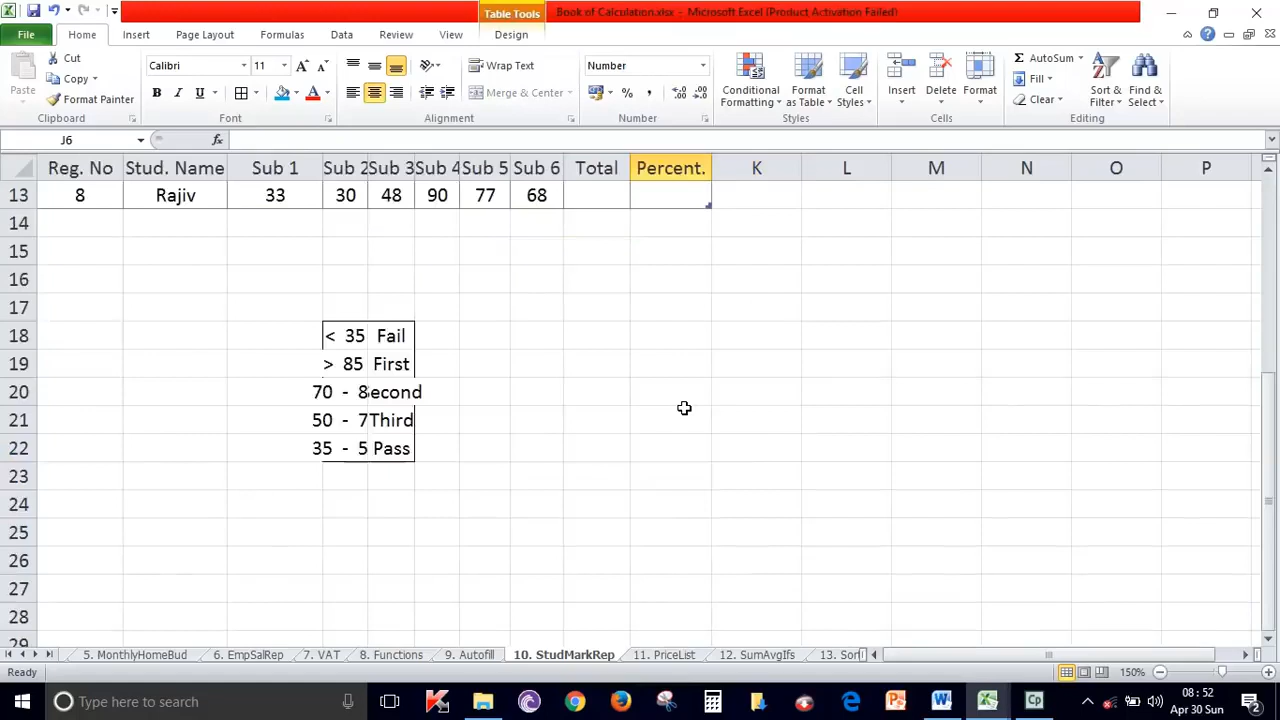 Table Tools
Book of Calculation.xlsx - Microsoft Excel (Product Activation Failed)
File Home Insert Page Layout Formulas Data Review View Design
Paste
Cut
Copy
Format Painter
Clipboard
Calibri 11
B I U A
Font
Wrap Text
Merge & Center
Alignment
Number
%
Number
Conditional Formatting
Format as Table
Cell Styles
Styles
Insert Delete Format
Cells
Σ AutoSum
Fill
Clear
Sort & Filter
Find & Select
Editing
J6 fx
Reg. No Stud. Name Sub 1 Sub 2 Sub 3 Sub 4 Sub 5 Sub 6 Total Percent. K L M N O P
13 8 Rajiv 33 30 48 90 77 68
14
15
16
17
18 < 35 Fail
19 > 85 First
20 70 - 8 econd
21 50 - 7 Third
22 35 - 5 Pass
23
24
25
26
27
28
29
5. MonthlyHomeBud 6. EmpSalRep 7. VAT 8. Functions 9. Autofill 10. StudMarkRep 11. PriceList 12. SumAvgIfs 13. Sor
Ready 150%
Type here to search
08:52
Apr 30 Sun
2